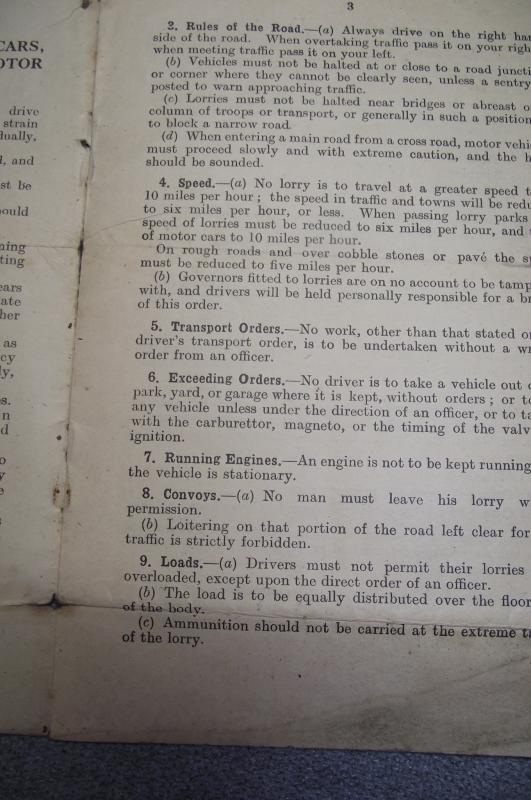 CARS,
OTOR
drive
strain
dually,
, and
st be
ould
ning
ting
ears
ate
her
as
cy
ly,
s.
n
d
o
y
e
3
3. Rules of the Road.—(a) Always drive on the right han
side of the road. When overtaking traffic pass it on your righ
when meeting traffic pass it on your left.
(b) Vehicles must not be halted at or close to a road juncti
or corner where they cannot be clearly seen, unless a sentry
posted to warn approaching traffic.
(c) Lorries must not be halted near bridges or abreast o
column of troops or transport, or generally in such a position
to block a narrow road.
(d) When entering a main road from a cross road, motor vehic
must proceed slowly and with extreme caution, and the h
should be sounded.
4. Speed.—(a) No lorry is to travel at a greater speed t
10 miles per hour; the speed in traffic and towns will be redu
to six miles per hour, or less. When passing lorry parks
speed of lorries must be reduced to six miles per hour, and
of motor cars to 10 miles per hour.
On rough roads and over cobble stones or pavé the sp
must be reduced to five miles per hour.
(b) Governors fitted to lorries are on no account to be tamp
with, and drivers will be held personally responsible for a br
of this order.
5. Transport Orders.—No work, other than that stated o
driver's transport order, is to be undertaken without a wr
order from an officer.
6. Exceeding Orders.—No driver is to take a vehicle out o
park, yard, or garage where it is kept, without orders; or to
any vehicle unless under the direction of an officer, or to ta
with the carburettor, magneto, or the timing of the valv
ignition.
7. Running Engines.—An engine is not to be kept running
the vehicle is stationary.
8. Convoys.—(a) No man must leave his lorry w
permission.
(b) Loitering on that portion of the road left clear for
traffic is strictly forbidden.
9. Loads.—(a) Drivers must not permit their lorries
overloaded, except upon the direct order of an officer.
(b) The load is to be equally distributed over the floor
of the body.
(c) Ammunition should not be carried at the extreme ta
of the lorry.